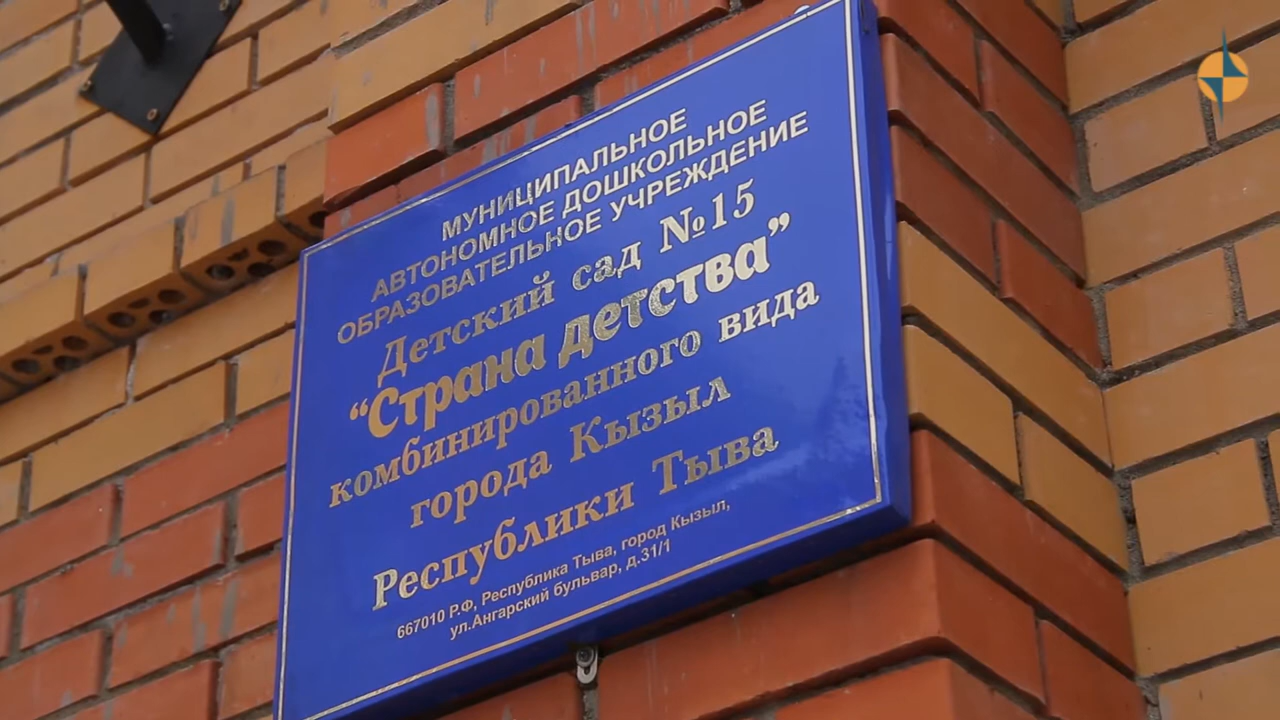 МУНИЦИПАЛЬНОЕ
АВТОНОМНОЕ ДОШКОЛЬНОЕ
ОБРАЗОВАТЕЛЬНОЕ УЧРЕЖДЕНИЕ
Детский сад №15
“Страна детства”
комбинированного вида
города Кызыл
Республики Тыва
667010 Р.Ф, Республика Тыва, город Кызыл,
ул.Ангарский бульвар, д.31/1